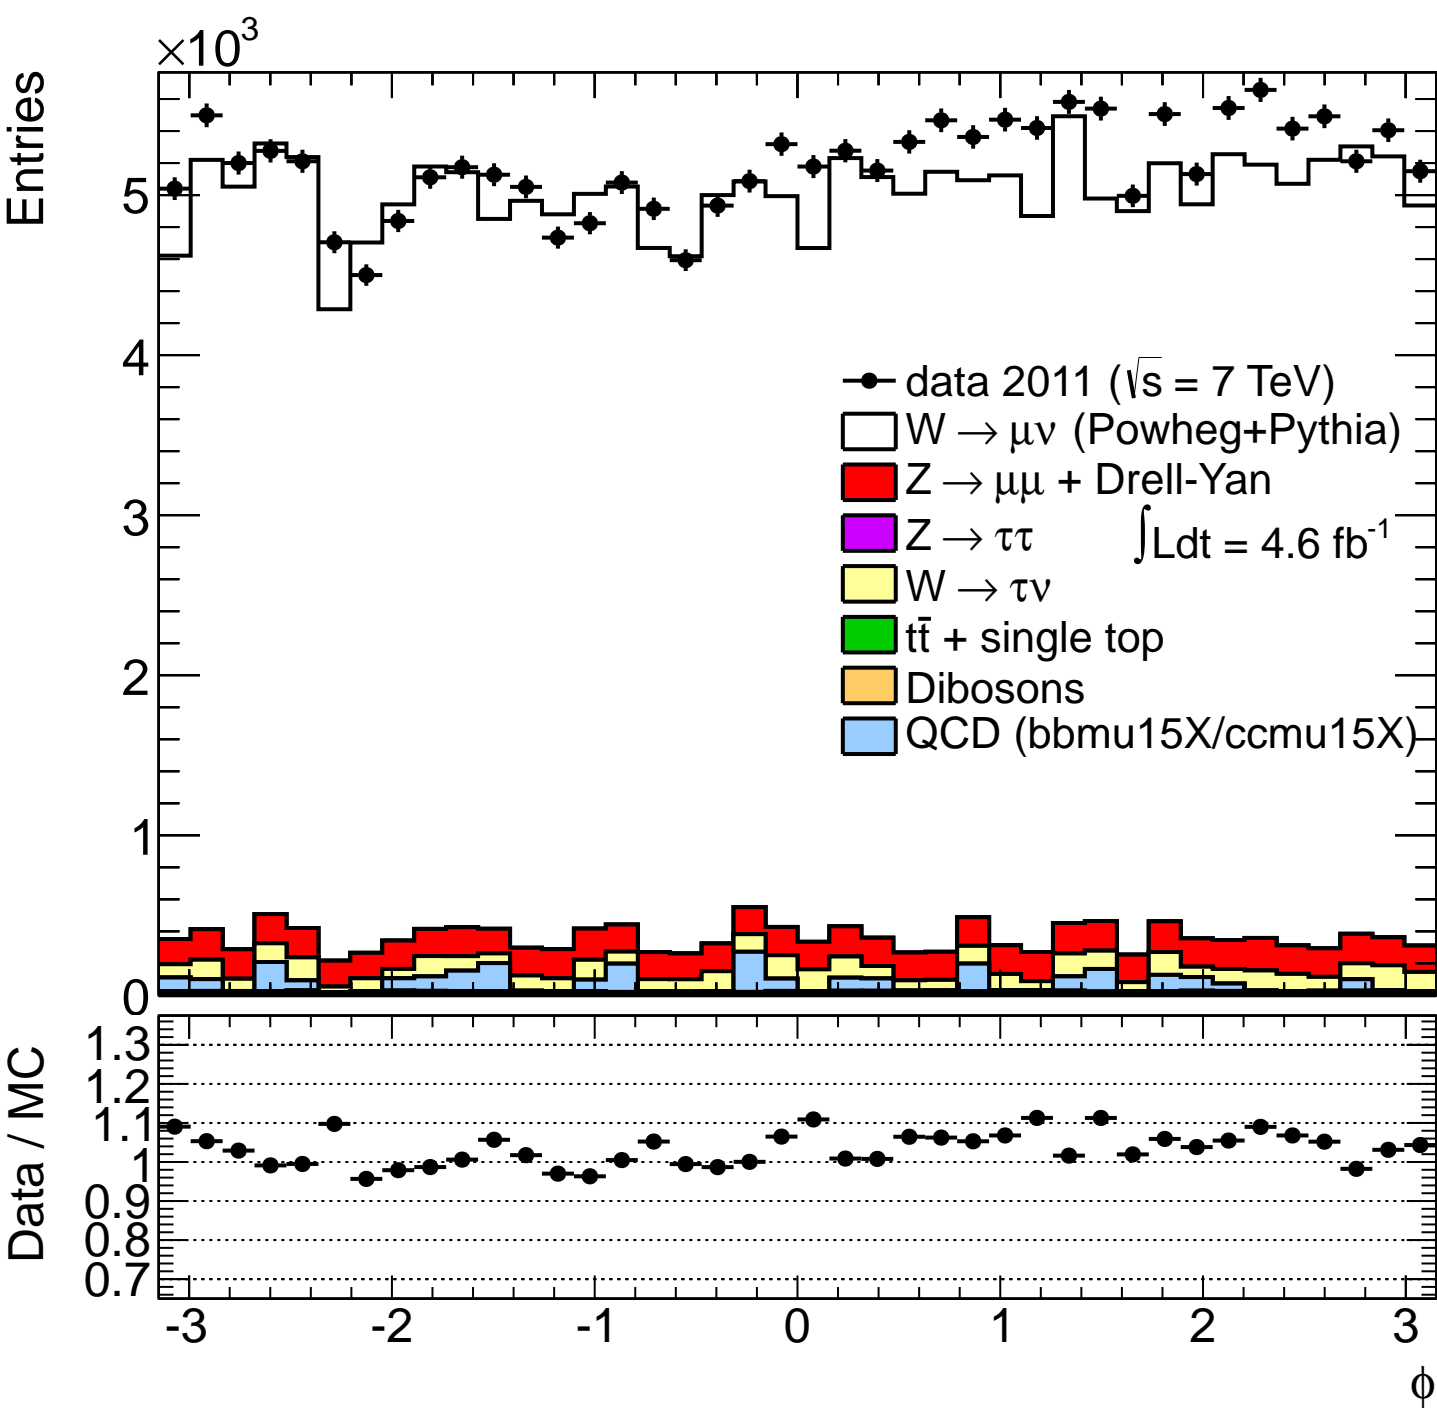 ×10³
Entries
5
4
3
2
1
0
data 2011 (√s = 7 TeV)
W → μν (Powheg+Pythia)
Z → μμ + Drell-Yan
Z → ττ
∫Ldt = 4.6 fb⁻¹
W → τν
tt̄ + single top
Dibosons
QCD (bbmu15X/ccmu15X)
Data / MC
1.3
1.2
1.1
1
0.9
0.8
0.7
-3 -2 -1 0 1 2 3
ϕ